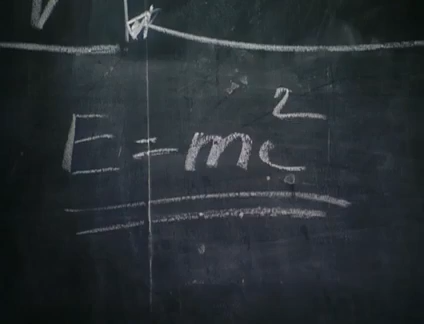 E = mc²